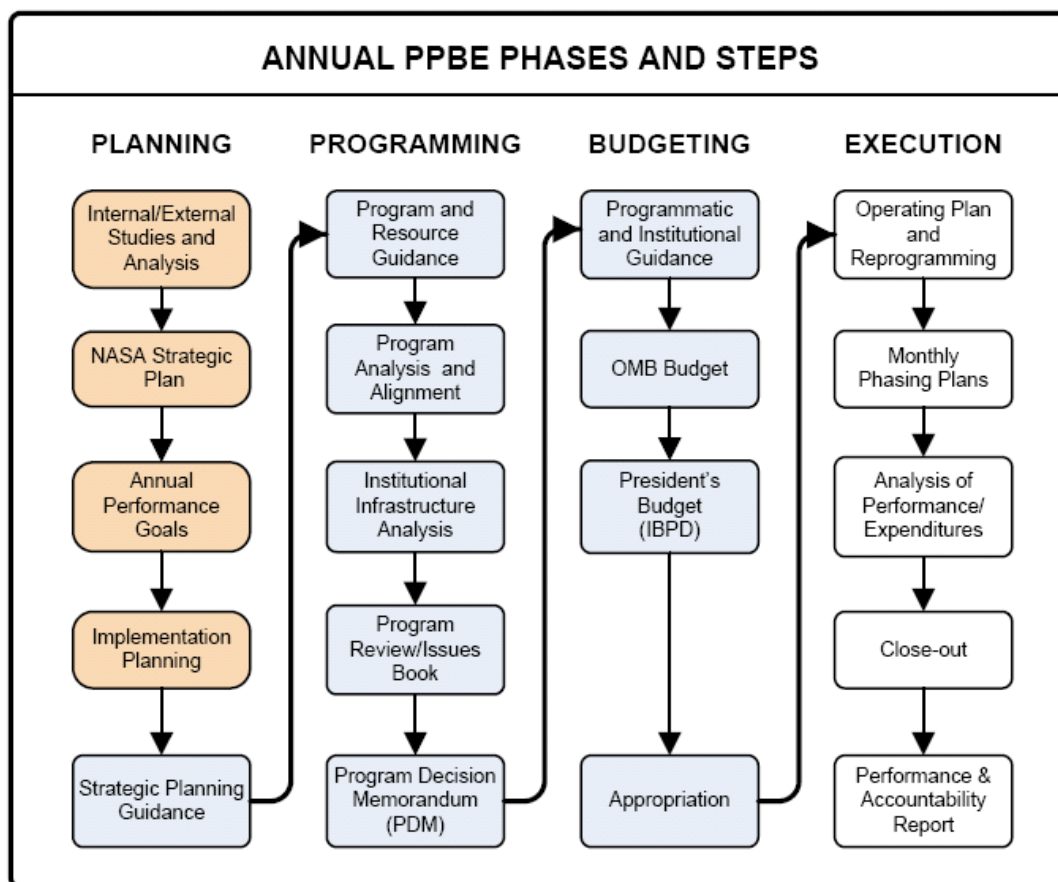 ANNUAL PPBE PHASES AND STEPS
PLANNING
Internal/External
Studies and
Analysis
NASA Strategic
Plan
Annual
Performance
Goals
Implementation
Planning
Strategic Planning
Guidance
PROGRAMMING
Program and
Resource
Guidance
Program
Analysis and
Alignment
Institutional
Infrastructure
Analysis
Program
Review/Issues
Book
Program Decision
Memorandum
(PDM)
BUDGETING
Programmatic
and Institutional
Guidance
OMB Budget
President's
Budget
(IBPD)
Appropriation
EXECUTION
Operating Plan
and
Reprogramming
Monthly
Phasing Plans
Analysis of
Performance/
Expenditures
Close-out
Performance &
Accountability
Report